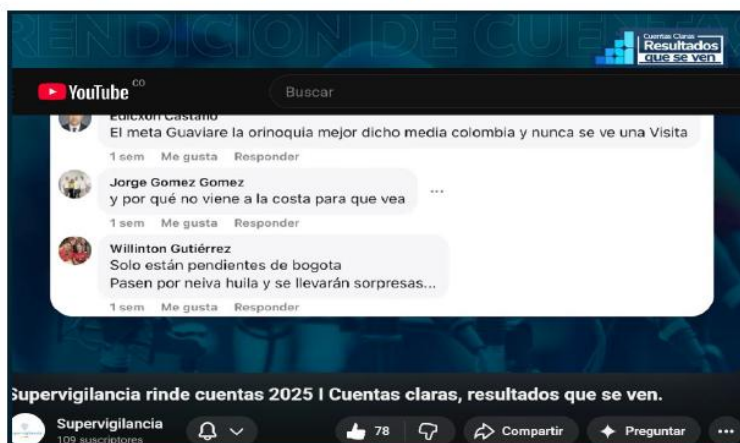 RENDICIÓN DE CUENTAS
Cuentas Claras
Resultados
que se ven
YouTube CO
Buscar
Edicxon Castaño
El meta Guaviare la orinoquia mejor dicho media colombia y nunca se ve una Visita
1 sem Me gusta Responder
Jorge Gomez Gomez
y por qué no viene a la costa para que vea
...
1 sem Me gusta Responder
Willinton Gutiérrez
Solo están pendientes de bogota
Pasen por neiva huila y se llevarán sorpresas...
1 sem Me gusta Responder
Supervigilancia rinde cuentas 2025 I Cuentas claras, resultados que se ven.
Supervigilancia
109 suscriptores
78
Compartir
Preguntar
...